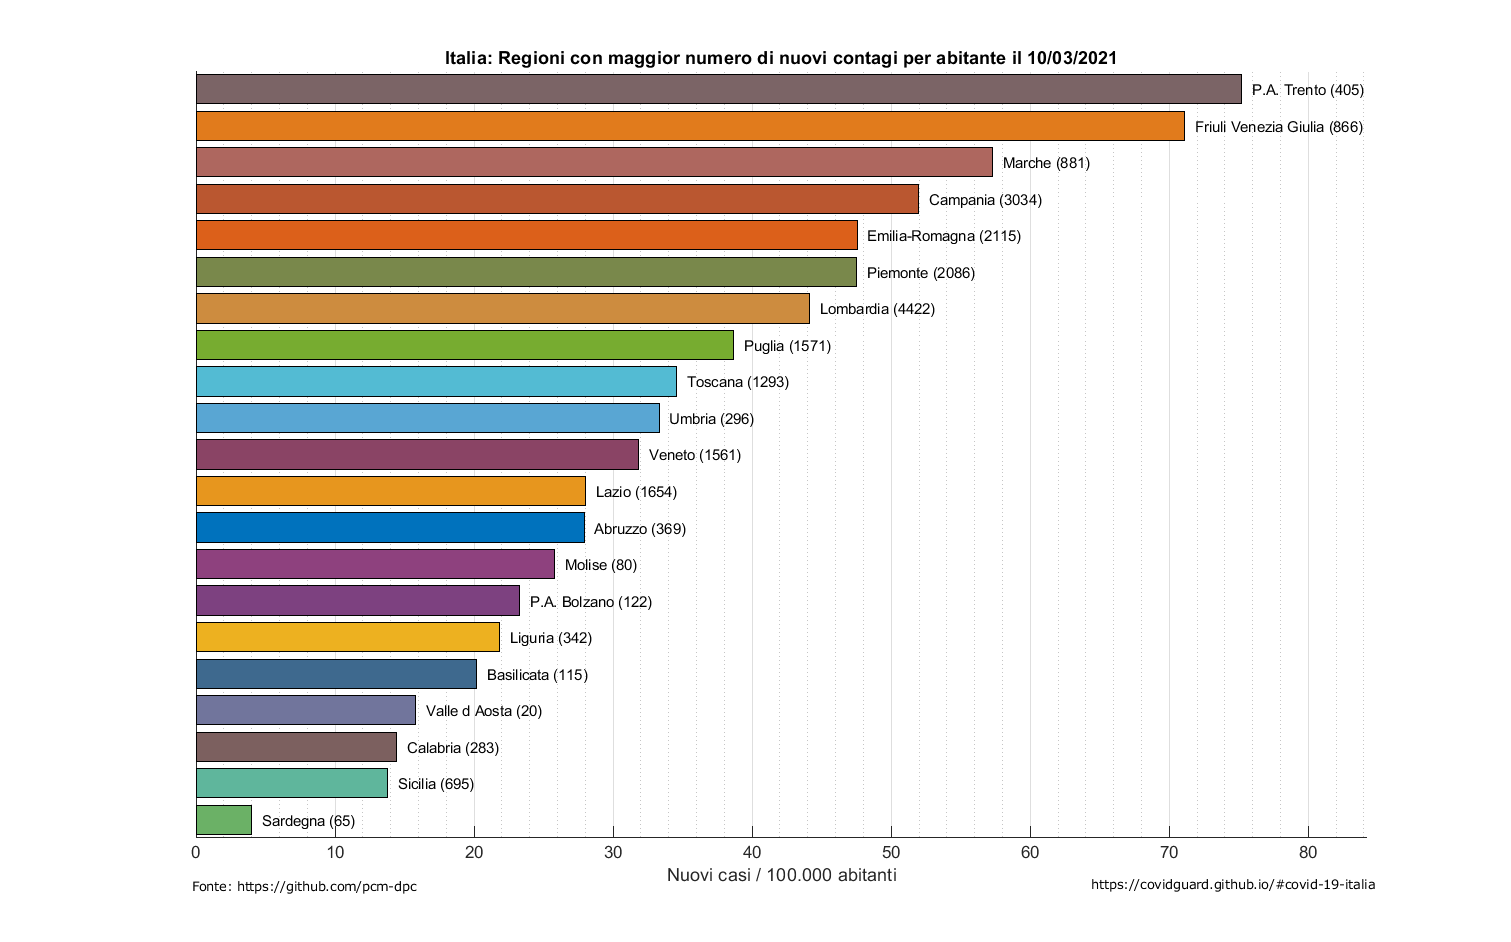 Italia: Regioni con maggior numero di nuovi contagi per abitante il 10/03/2021
P.A. Trento (405)
Friuli Venezia Giulia (866)
Marche (881)
Campania (3034)
Emilia-Romagna (2115)
Piemonte (2086)
Lombardia (4422)
Puglia (1571)
Toscana (1293)
Umbria (296)
Veneto (1561)
Lazio (1654)
Abruzzo (369)
Molise (80)
P.A. Bolzano (122)
Liguria (342)
Basilicata (115)
Valle d Aosta (20)
Calabria (283)
Sicilia (695)
Sardegna (65)
0 10 20 30 40 50 60 70 80
Nuovi casi / 100.000 abitanti
Fonte: https://github.com/pcm-dpc
https://covidguard.github.io/#covid-19-italia